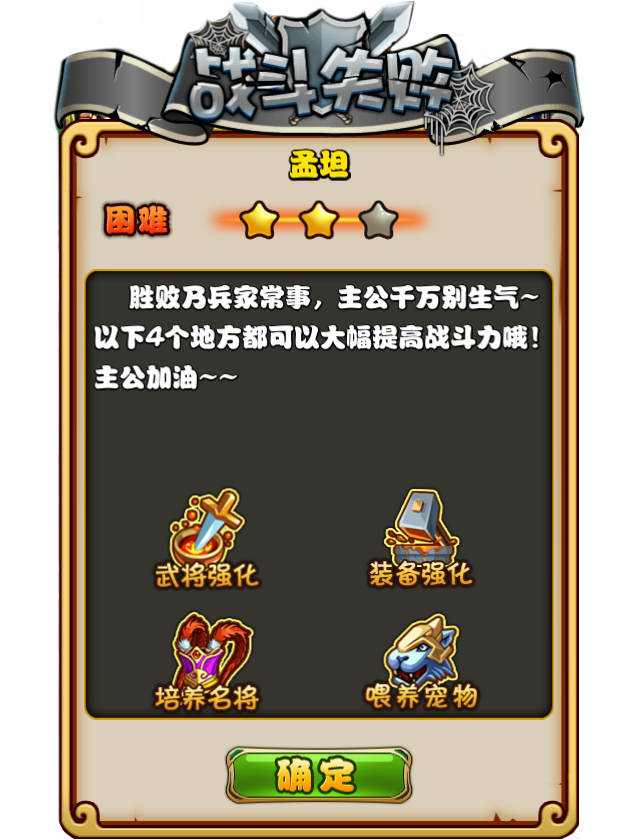 战斗失败
孟坦
困难
胜败乃兵家常事，主公千万别生气~
以下4个地方都可以大幅提高战斗力哦！
主公加油~~
武将强化 装备强化
培养名将 喂养宠物
确定